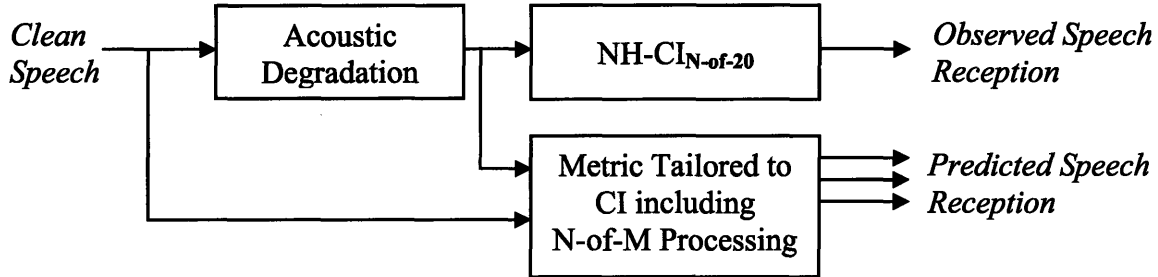 Clean
Speech
Acoustic
Degradation
NH-CIN-of-20
Observed Speech
Reception
Metric Tailored to
CI including
N-of-M Processing
Predicted Speech
Reception